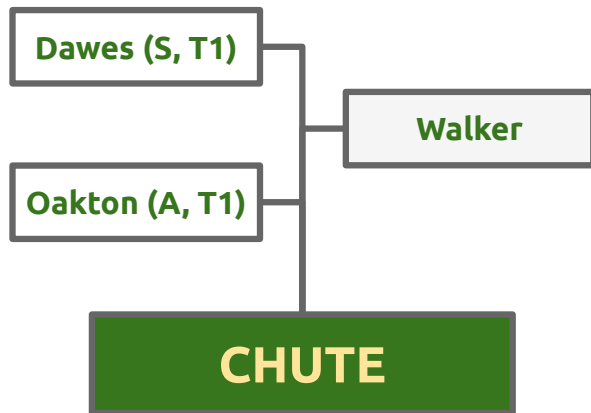 Dawes (S, T1)
Walker
Oakton (A, T1)
CHUTE